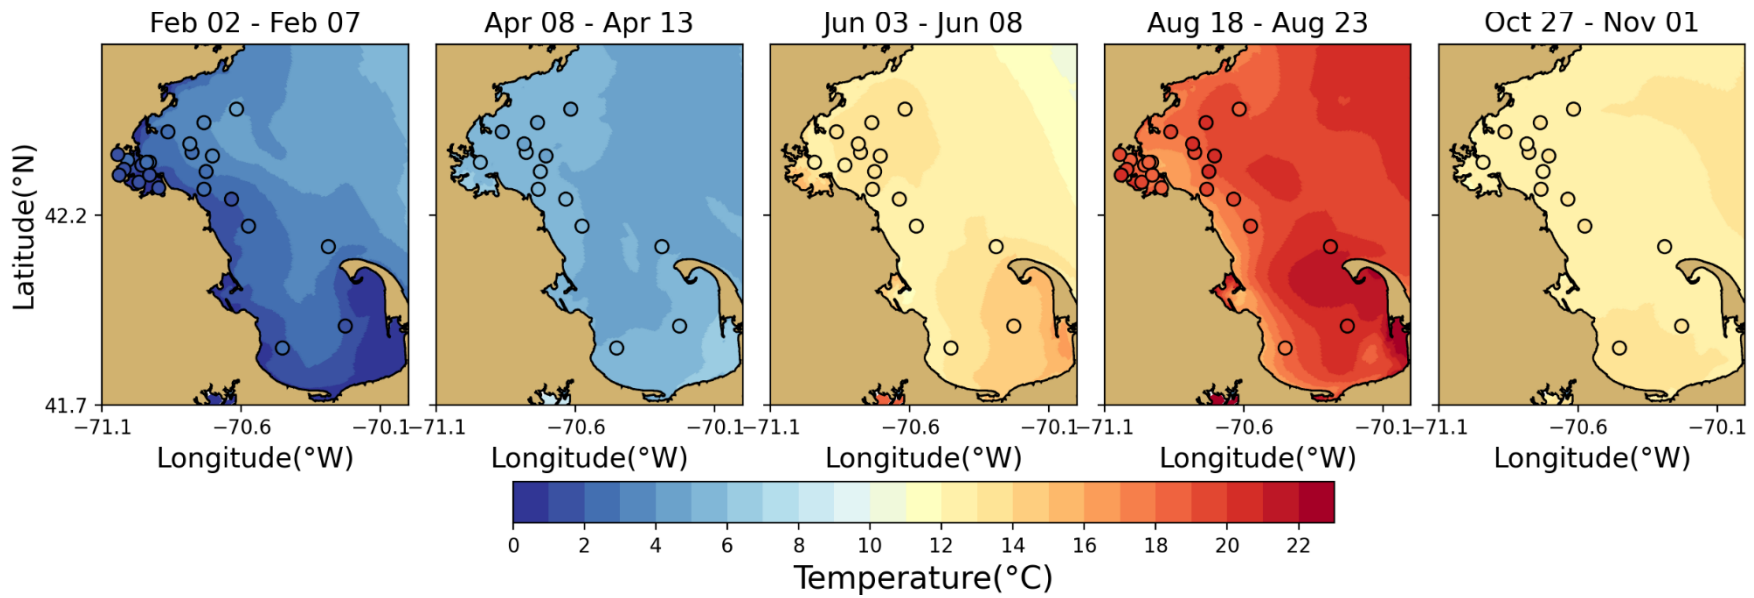 Feb 02 - Feb 07
Apr 08 - Apr 13
Jun 03 - Jun 08
Aug 18 - Aug 23
Oct 27 - Nov 01
Latitude(°N)
42.2
41.7
−71.1 −70.6 −70.1
−71.1 −70.6 −70.1
−71.1 −70.6 −70.1
−71.1 −70.6 −70.1
−71.1 −70.6 −70.1
Longitude(°W)
Longitude(°W)
Longitude(°W)
Longitude(°W)
Longitude(°W)
0 2 4 6 8 10 12 14 16 18 20 22
Temperature(°C)